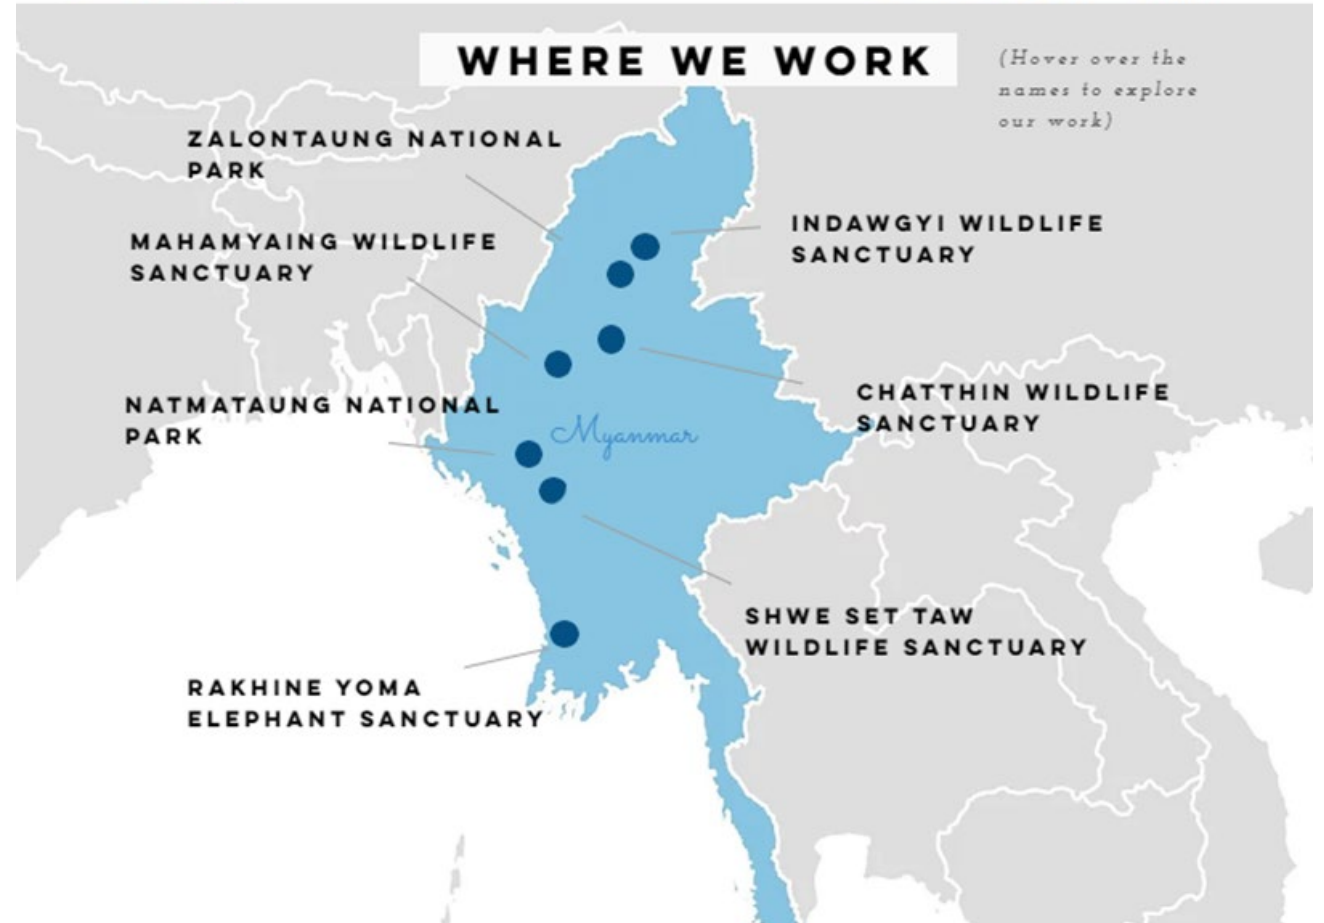 WHERE WE WORK
(Hover over the
names to explore
our work)
ZALONTAUNG NATIONAL
PARK
INDAWGYI WILDLIFE
SANCTUARY
MAHAMYAING WILDLIFE
SANCTUARY
CHATTHIN WILDLIFE
SANCTUARY
NATMATAUNG NATIONAL
PARK
Myanmar
SHWE SET TAW
WILDLIFE SANCTUARY
RAKHINE YOMA
ELEPHANT SANCTUARY